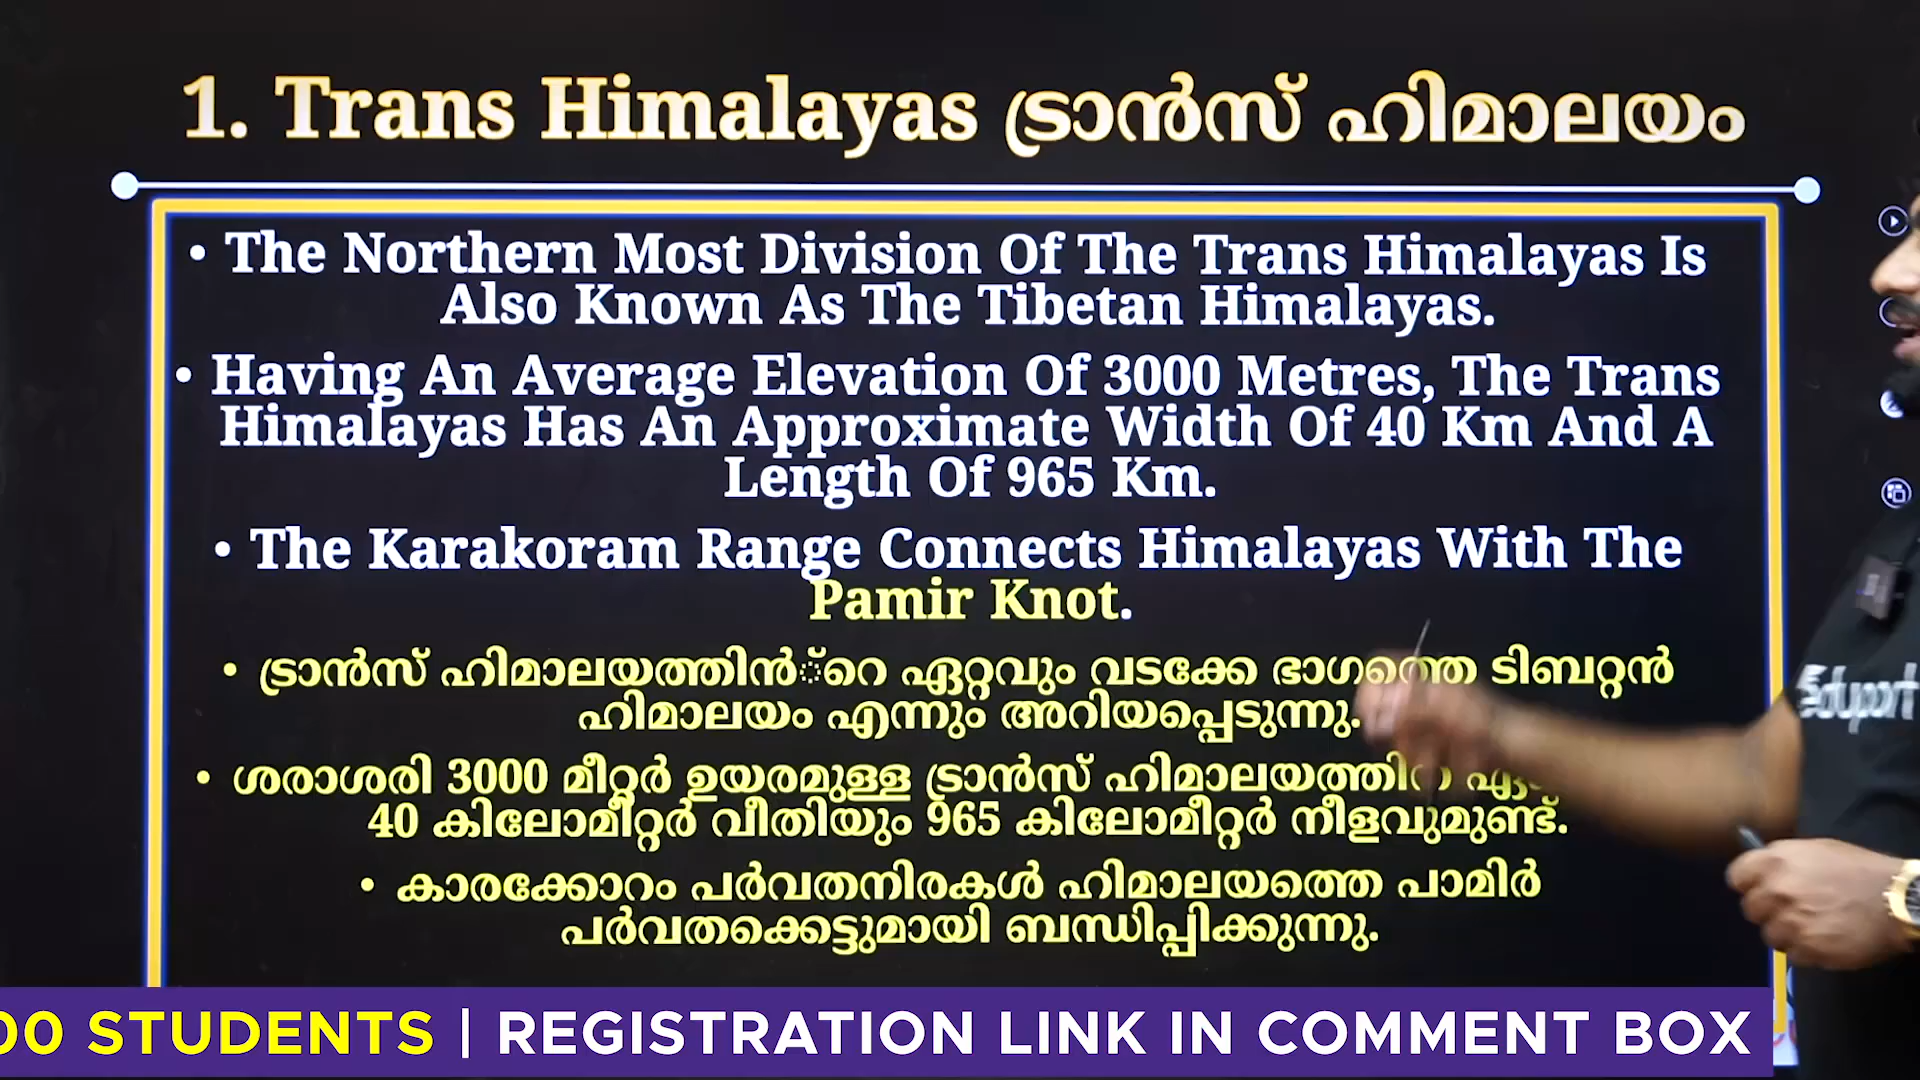 1. Trans Himalayas ട്രാൻസ് ഹിമാലയം
• The Northern Most Division Of The Trans Himalayas Is
Also Known As The Tibetan Himalayas.
• Having An Average Elevation Of 3000 Metres, The Trans
Himalayas Has An Approximate Width Of 40 Km And A
Length Of 965 Km.
• The Karakoram Range Connects Himalayas With The
Pamir Knot.
• ട്രാൻസ് ഹിമാലയത്തിൻ്റെ ഏറ്റവും വടക്കേ ഭാഗത്തെ ടിബറ്റൻ
ഹിമാലയം എന്നും അറിയപ്പെടുന്നു.
• ശരാശരി 3000 മീറ്റർ ഉയരമുള്ള ട്രാൻസ് ഹിമാലയത്തിന്
40 കിലോമീറ്റർ വീതിയും 965 കിലോമീറ്റർ നീളവുമുണ്ട്.
• കാരക്കോറം പർവതനിരകൾ ഹിമാലയത്തെ പാമിർ
പർവതക്കെട്ടുമായി ബന്ധിപ്പിക്കുന്നു.
Eduport
00 STUDENTS | REGISTRATION LINK IN COMMENT BOX